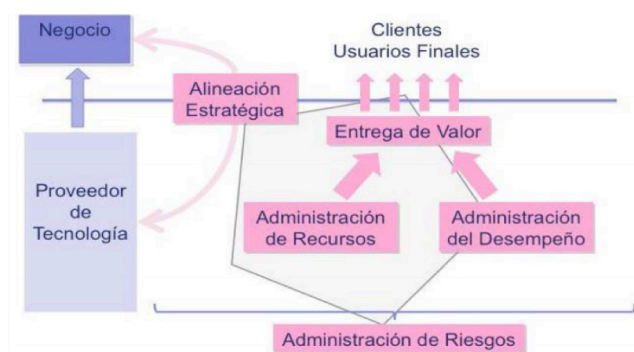 Negocio
Clientes
Usuarios Finales
Alineación
Estratégica
Entrega de Valor
Proveedor
de
Tecnología
Administración
de Recursos
Administración
del Desempeño
Administración de Riesgos